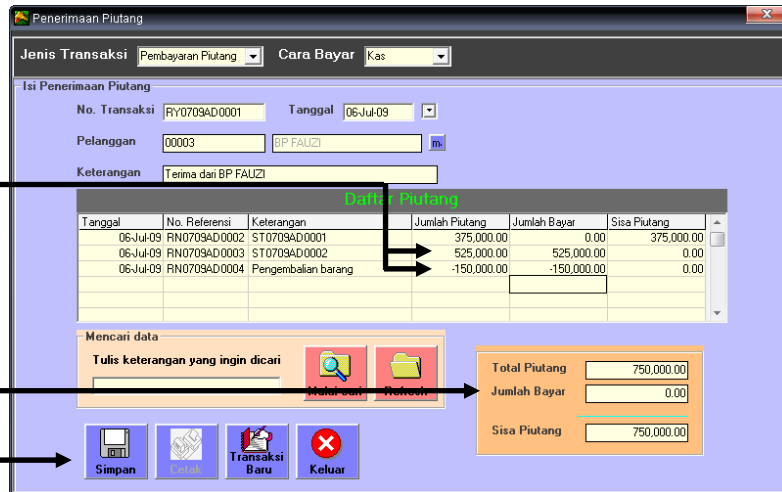 Penerimaan Piutang
Jenis Transaksi Pembayaran Piutang Cara Bayar Kas
Isi Penerimaan Piutang
No. Transaksi RY0709AD0001 Tanggal 06-Jul-09
Pelanggan 00003 BP FAUZI m.
Keterangan Terima dari BP FAUZI
Daftar Piutang
Tanggal No. Referensi Keterangan Jumlah Piutang Jumlah Bayar Sisa Piutang
06-Jul-09 RN0709AD0002 ST0709AD0001 375,000.00 0.00 375,000.00
06-Jul-09 RN0709AD0003 ST0709AD0002 525,000.00 525,000.00 0.00
06-Jul-09 RN0709AD0004 Pengembalian barang -150,000.00 -150,000.00 0.00
Mencari data
Tulis keterangan yang ingin dicari
Mulai cari Refresh
Total Piutang 750,000.00
Jumlah Bayar 0.00
Sisa Piutang 750,000.00
Simpan Cetak Transaksi Baru Keluar